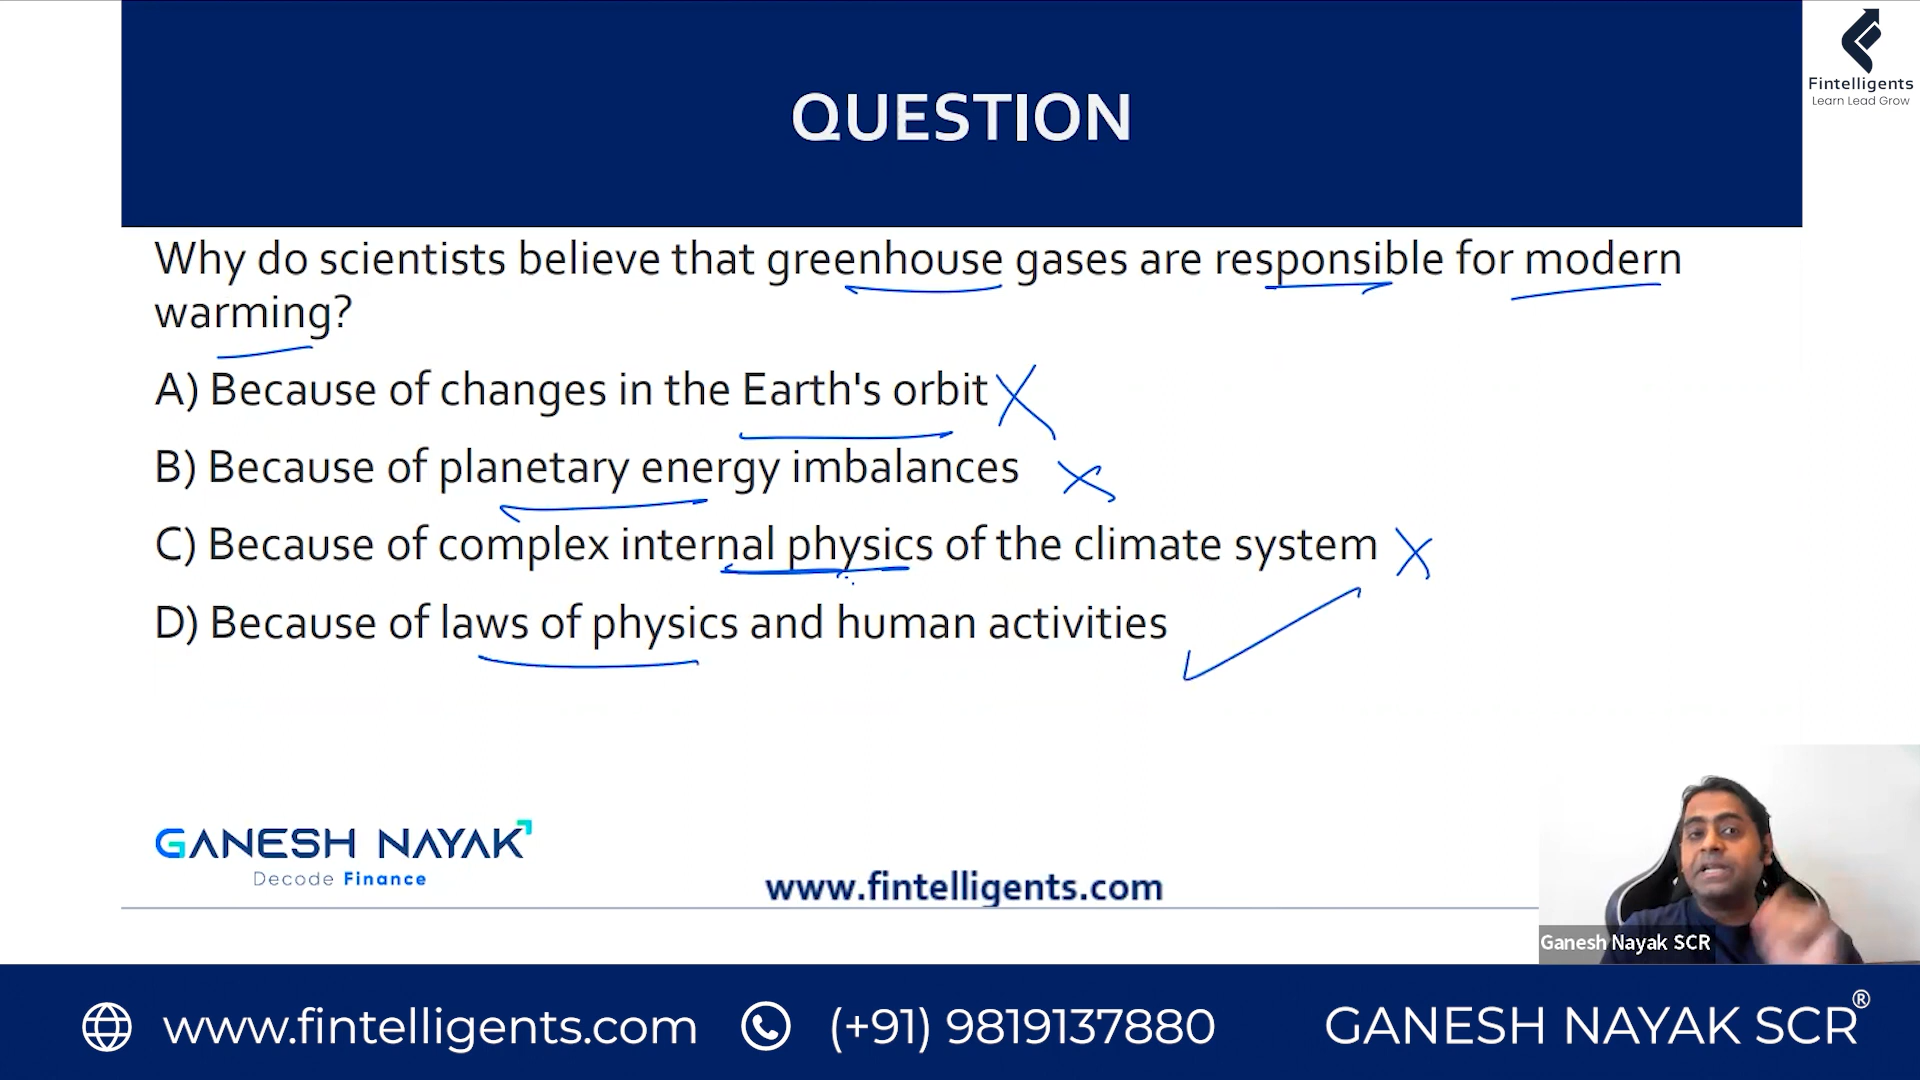 Fintelligents
Learn Lead Grow
QUESTION
Why do scientists believe that greenhouse gases are responsible for modern
warming?
A) Because of changes in the Earth's orbit
B) Because of planetary energy imbalances
C) Because of complex internal physics of the climate system
D) Because of laws of physics and human activities
GANESH NAYAK
Decode Finance
www.fintelligents.com
Ganesh Nayak SCR
www.fintelligents.com
(+91) 9819137880
GANESH NAYAK SCR®